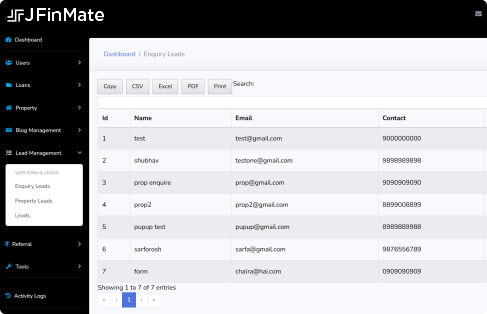 JFinMate
Dashboard
Users
Loans
Property
Blog Management
Lead Management
WEB FORM & LEADS:
Enquiry Leads
Property Leads
Leads
Referral
Tools
Activity Logs
Dashboard / Enquiry Leads
Copy CSV Excel PDF Print Search:
Id Name Email Contact
1 test test@gmail.com 9000000000
2 shubhav testone@gmail.com 9898989898
3 prop enquire prop@gmail.com 9090909090
4 prop2 prop2@gmail.com 8899008899
5 pupup test pupup@gmail.com 8989889988
6 sarforosh sarfa@gmail.com 9876556789
7 form chalra@hai.com 0909090909
Showing 1 to 7 of 7 entries
« ‹ 1 › »